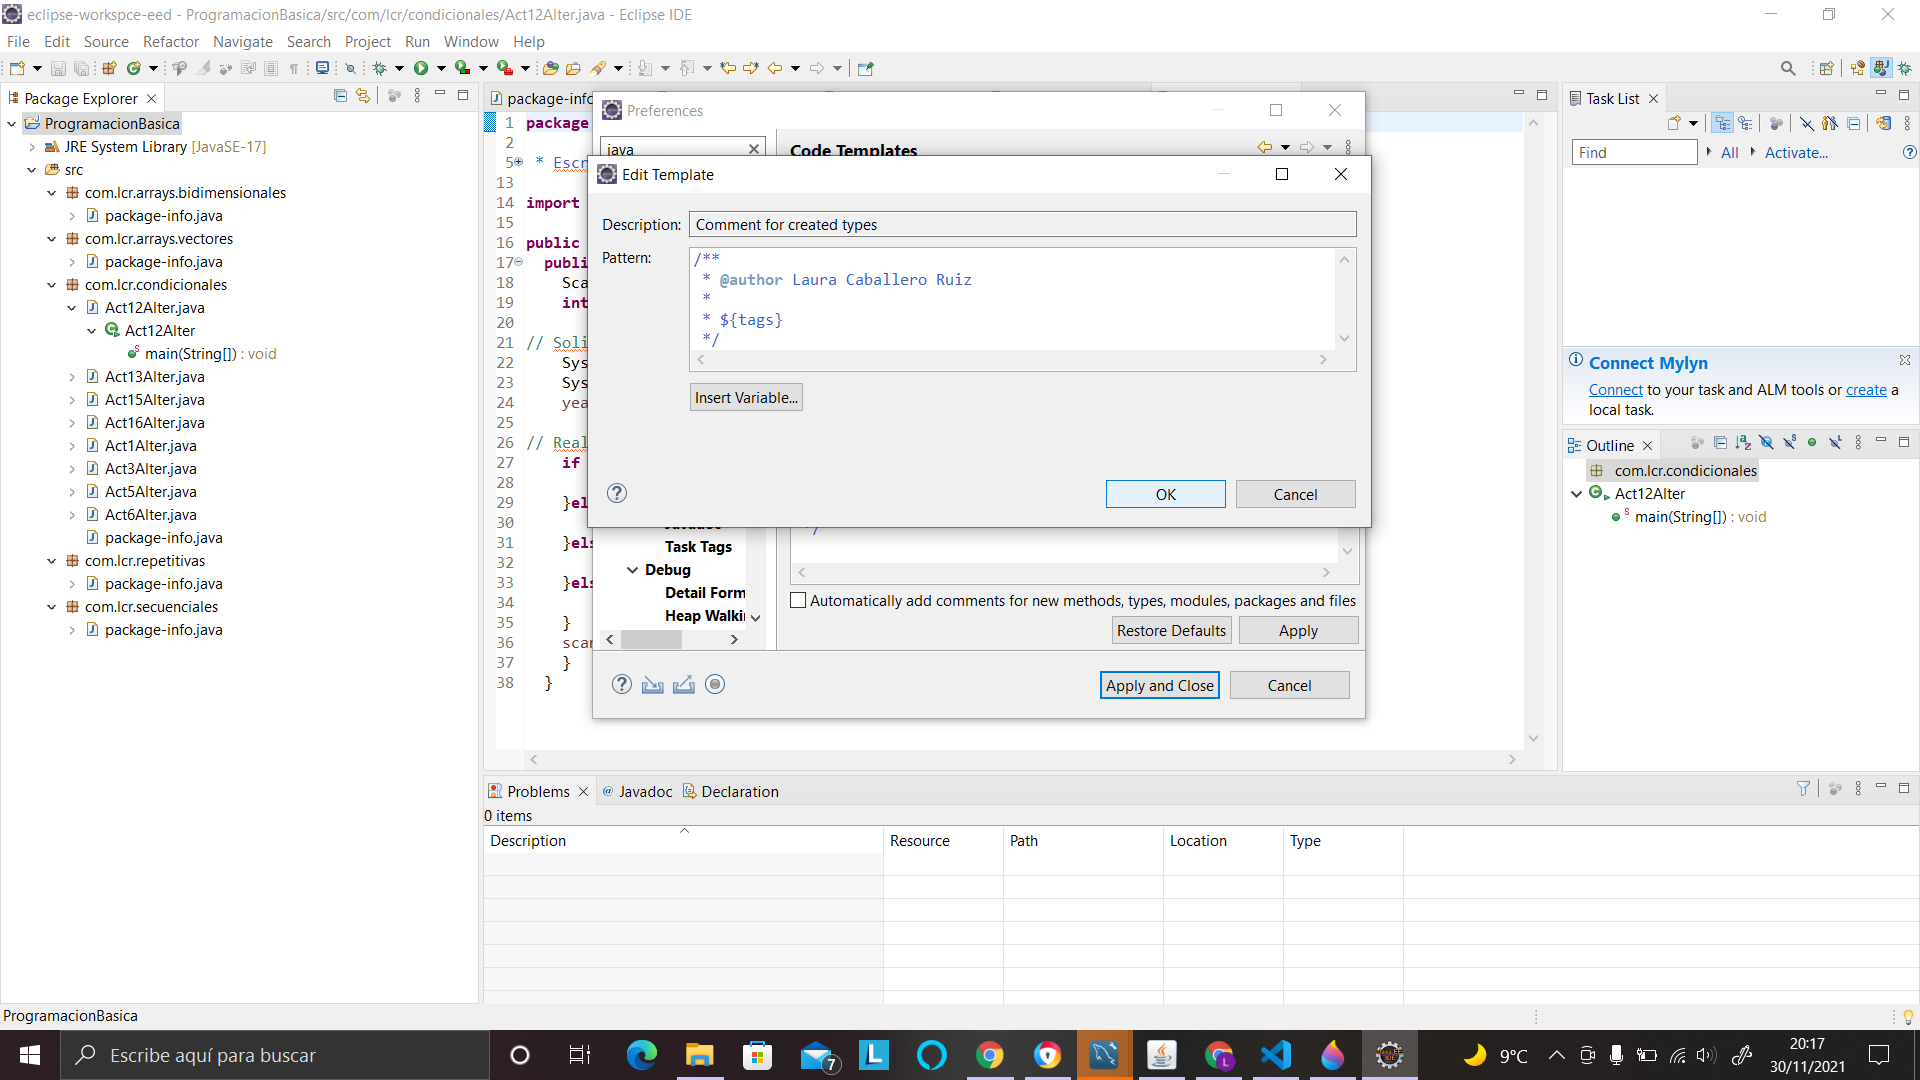 eclipse-workspce-eed - ProgramacionBasica/src/com/lcr/condicionales/Act12Alter.java - Eclipse IDE
File Edit Source Refactor Navigate Search Project Run Window Help
Package Explorer
ProgramacionBasica
JRE System Library [JavaSE-17]
src
com.lcr.arrays.bidimensionales
package-info.java
com.lcr.arrays.vectores
package-info.java
com.lcr.condicionales
Act12Alter.java
Act12Alter
main(String[]) : void
Act13Alter.java
Act15Alter.java
Act16Alter.java
Act1Alter.java
Act3Alter.java
Act5Alter.java
Act6Alter.java
package-info.java
com.lcr.repetitivas
package-info.java
com.lcr.secuenciales
package-info.java
package-info
1 package
2
5 * Escr
13
14 import
15
16 public
17 publi
18 Sca
19 int
20
21 // Soli
22 Sys
23 Sys
24 yea
25
26 // Real
27 if
28
29 }el
30
31 }els
32
33 }els
34
35 }
36 scar
37 }
38 }
Preferences
java
Code Templates
Edit Template
Description: Comment for created types
Pattern:
/**
* @author Laura Caballero Ruiz
*
* ${tags}
*/
Insert Variable...
OK Cancel
Task Tags
Debug
Detail Form
Heap Walki
*/
Automatically add comments for new methods, types, modules, packages and files
Restore Defaults Apply
Apply and Close Cancel
Task List
Find All Activate...
Connect Mylyn
Connect to your task and ALM tools or create a
local task.
Outline
com.lcr.condicionales
Act12Alter
main(String[]) : void
Problems Javadoc Declaration
0 items
Description Resource Path Location Type
ProgramacionBasica
Escribe aquí para buscar
7
L
L
9°C
20:17
30/11/2021